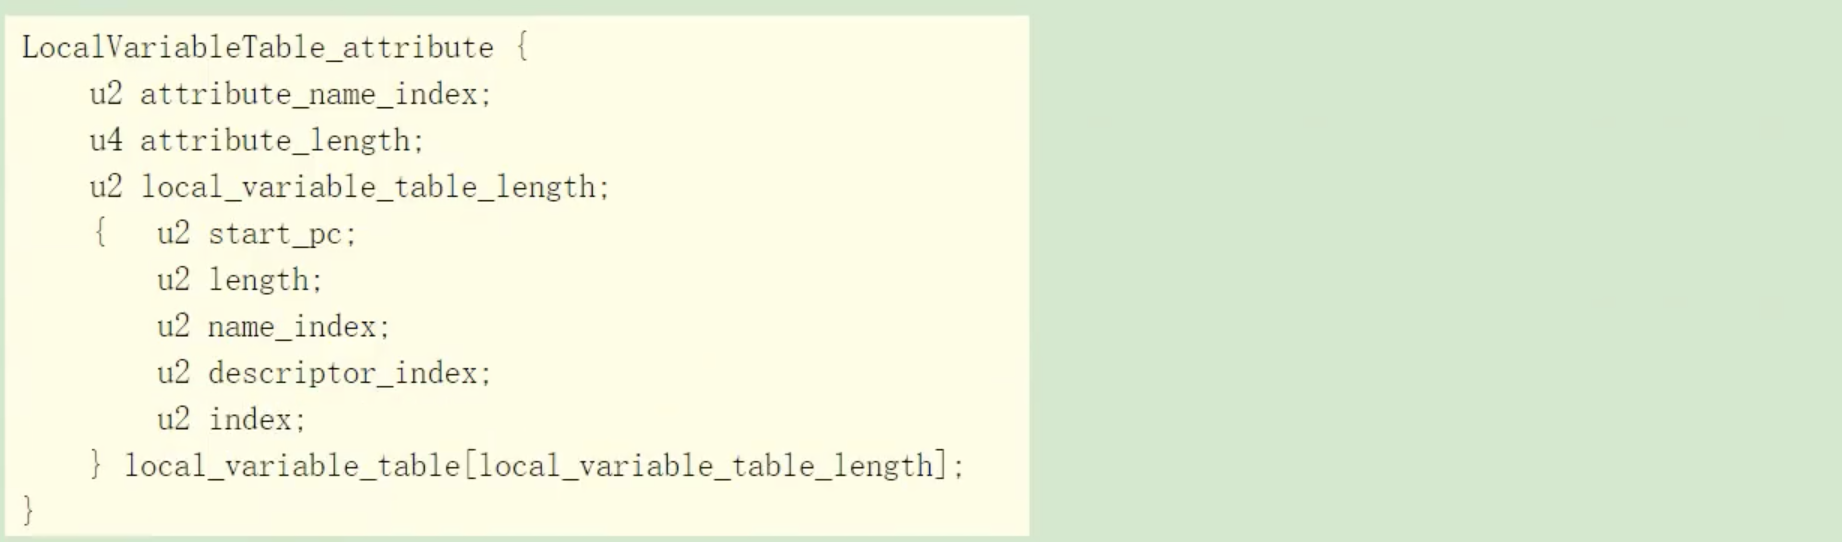 LocalVariableTable_attribute {
u2 attribute_name_index;
u4 attribute_length;
u2 local_variable_table_length;
{ u2 start_pc;
u2 length;
u2 name_index;
u2 descriptor_index;
u2 index;
} local_variable_table[local_variable_table_length];
}